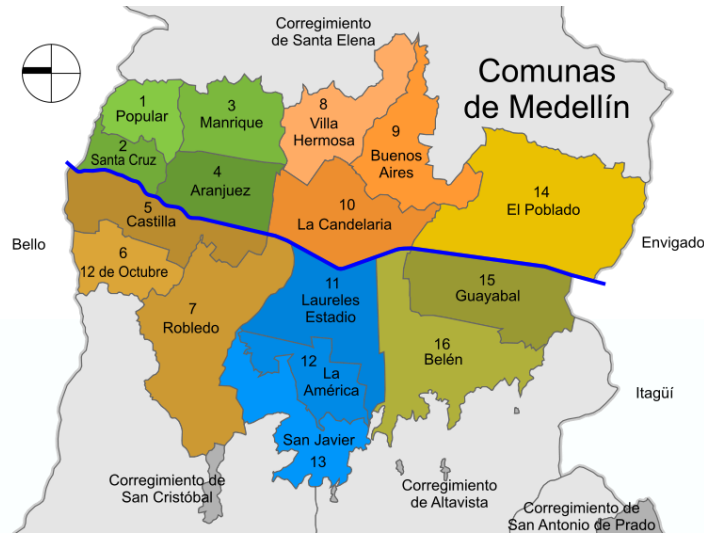 Corregimiento
de Santa Elena
Comunas
de Medellín
1
Popular
3
Manrique
8
Villa
Hermosa
9
Buenos
Aires
2
Santa Cruz
4
Aranjuez
14
El Poblado
10
La Candelaria
5
Castilla
Bello
Envigado
6
12 de Octubre
7
Robledo
11
Laureles
Estadio
15
Guayabal
16
Belén
12
La
América
Itagüí
San Javier
13
Corregimiento de
San Cristóbal
Corregimiento
de Altavista
Corregimiento de
San Antonio de Prado